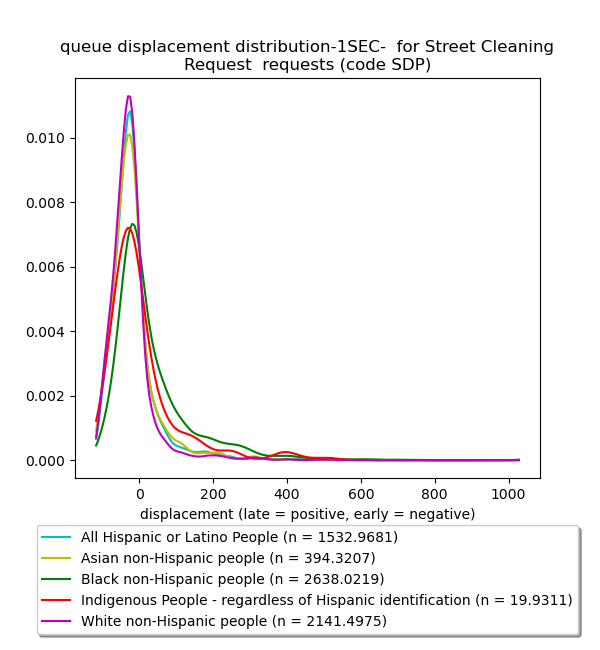 queue displacement distribution-1SEC-  for Street Cleaning
Request  requests (code SDP)
0.010
0.008
0.006
0.004
0.002
0.000
0 200 400 600 800 1000
displacement (late = positive, early = negative)
All Hispanic or Latino People (n = 1532.9681)
Asian non-Hispanic people (n = 394.3207)
Black non-Hispanic people (n = 2638.0219)
Indigenous People - regardless of Hispanic identification (n = 19.9311)
White non-Hispanic people (n = 2141.4975)